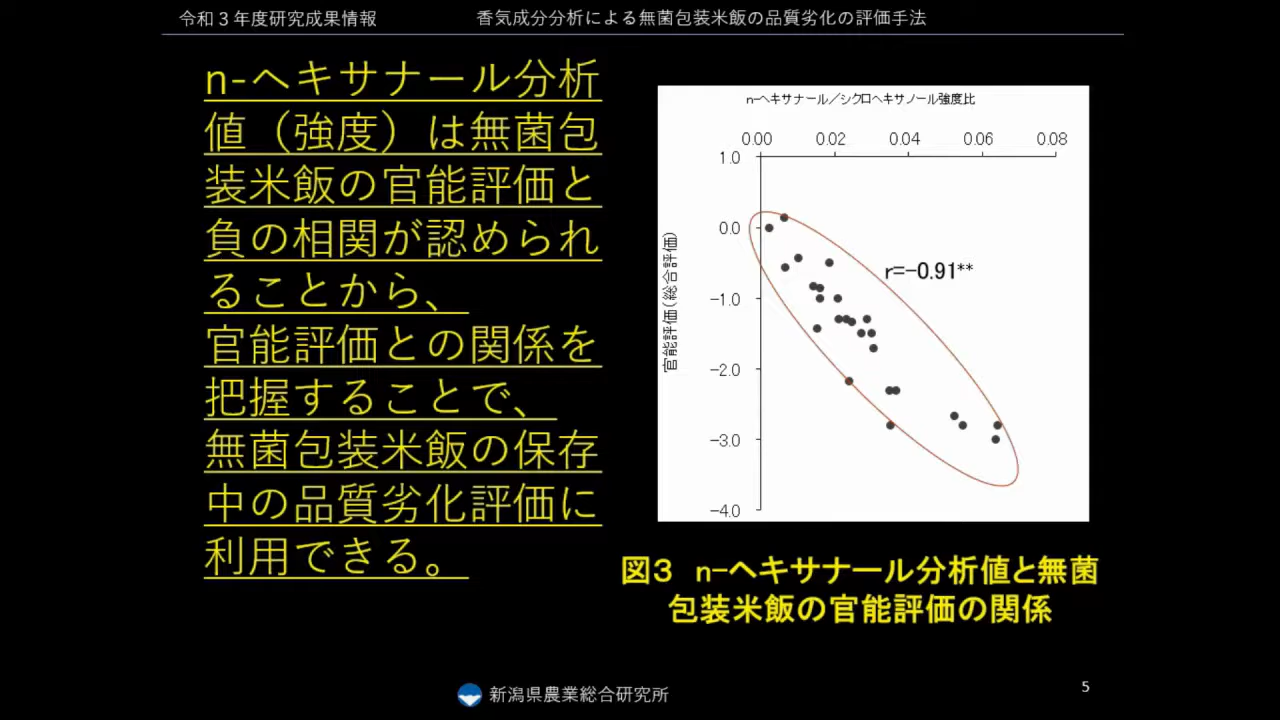 令和３年度研究成果情報
香気成分分析による無菌包装米飯の品質劣化の評価手法
n-ヘキサナール分析
値（強度）は無菌包
装米飯の官能評価と
負の相関が認められ
ることから、
官能評価との関係を
把握することで、
無菌包装米飯の保存
中の品質劣化評価に
利用できる。
n-ヘキサナール／シクロヘキサノール強度比
0.00 0.02 0.04 0.06 0.08
1.0
0.0
-1.0
-2.0
-3.0
-4.0
官能評価(総合評価)
r=-0.91**
図３　n-ヘキサナール分析値と無菌
包装米飯の官能評価の関係
新潟県農業総合研究所
5